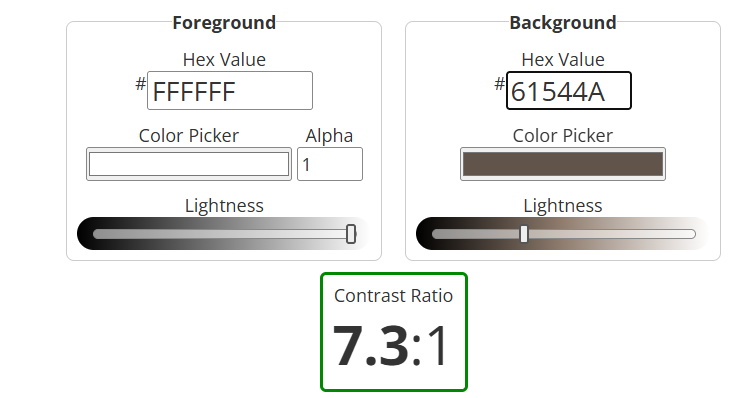 Foreground
Hex Value
#FFFFFF
Color Picker Alpha
1
Lightness
Background
Hex Value
#61544A
Color Picker
Lightness
Contrast Ratio
7.3:1